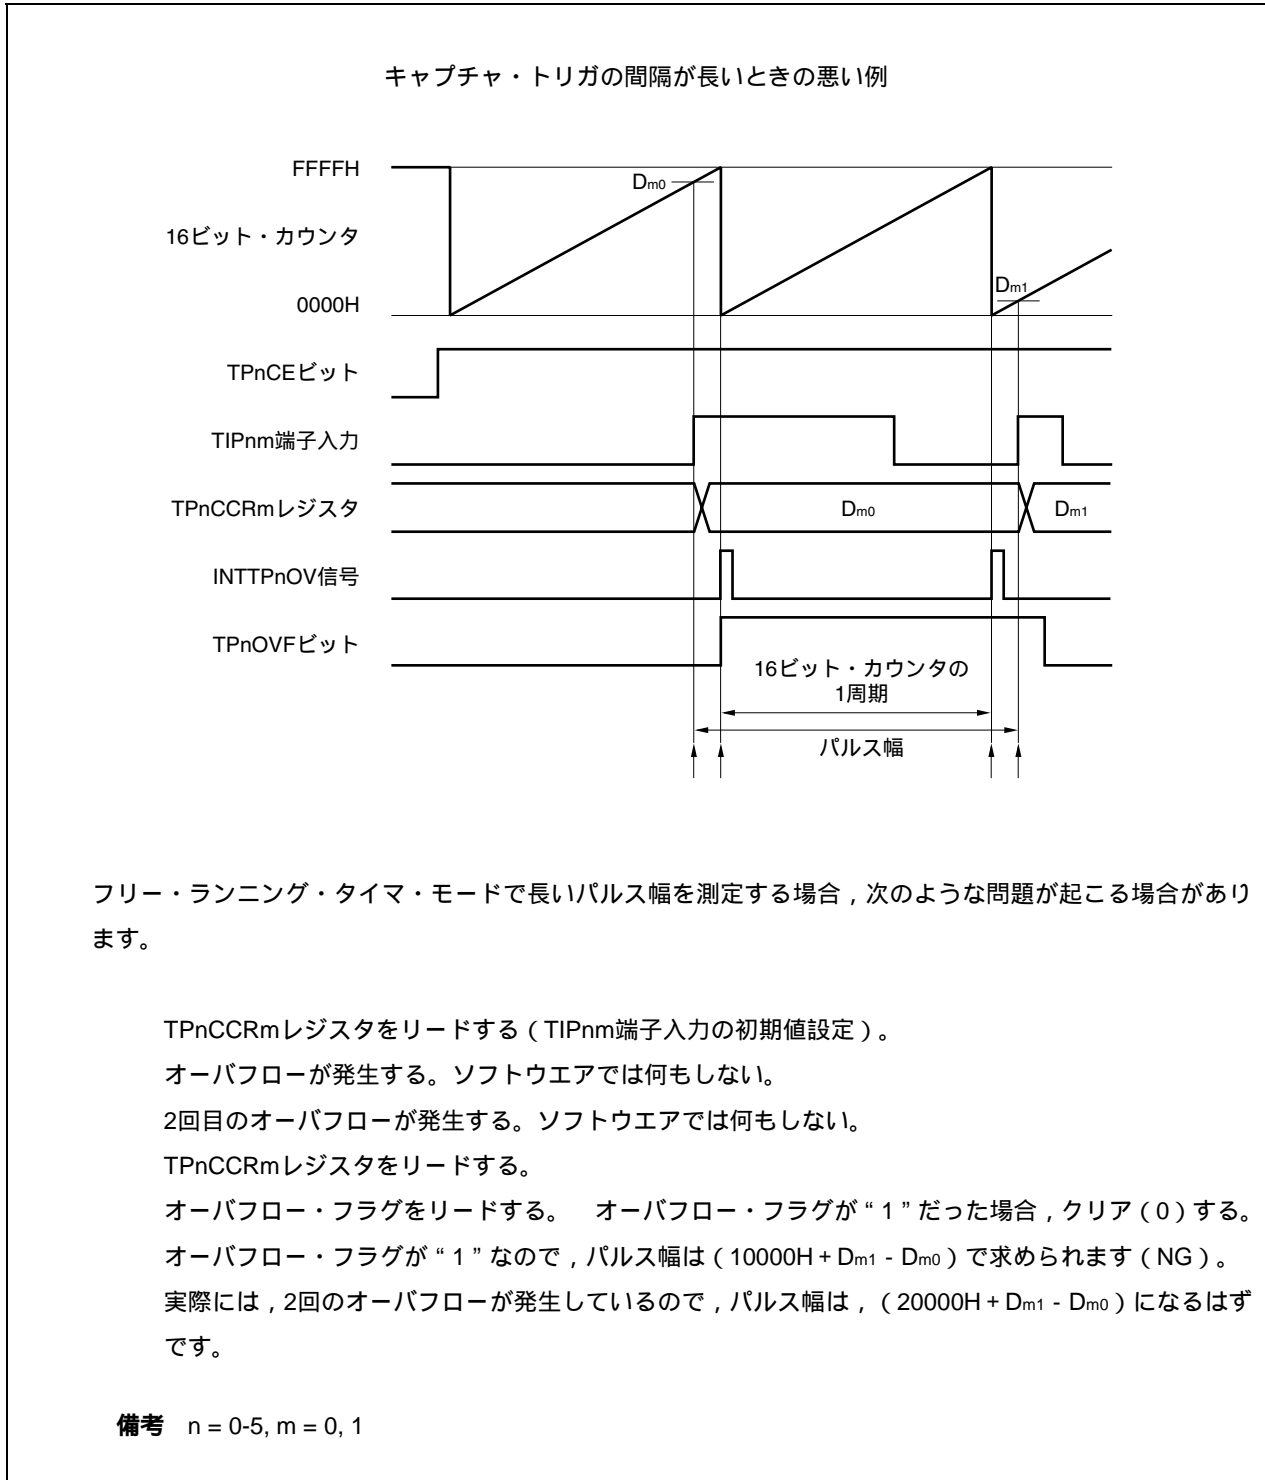 キャプチャ・トリガの間隔が長いときの悪い例
FFFFH
16ビット・カウンタ
0000H
Dm0
Dm1
TPnCEビット
TIPnm端子入力
TPnCCRmレジスタ
Dm0
Dm1
INTTPnOV信号
TPnOVFビット
16ビット・カウンタの
1周期
パルス幅
フリー・ランニング・タイマ・モードで長いパルス幅を測定する場合，次のような問題が起こる場合があり
ます。
TPnCCRmレジスタをリードする（TIPnm端子入力の初期値設定）。
オーバフローが発生する。ソフトウエアでは何もしない。
2回目のオーバフローが発生する。ソフトウエアでは何もしない。
TPnCCRmレジスタをリードする。
オーバフロー・フラグをリードする。　オーバフロー・フラグが“1”だった場合，クリア（0）する。
オーバフロー・フラグが“1”なので，パルス幅は（10000H + Dm1 - Dm0）で求められます（NG）。
実際には，2回のオーバフローが発生しているので，パルス幅は，（20000H + Dm1 - Dm0）になるはず
です。
備考　n = 0-5, m = 0, 1